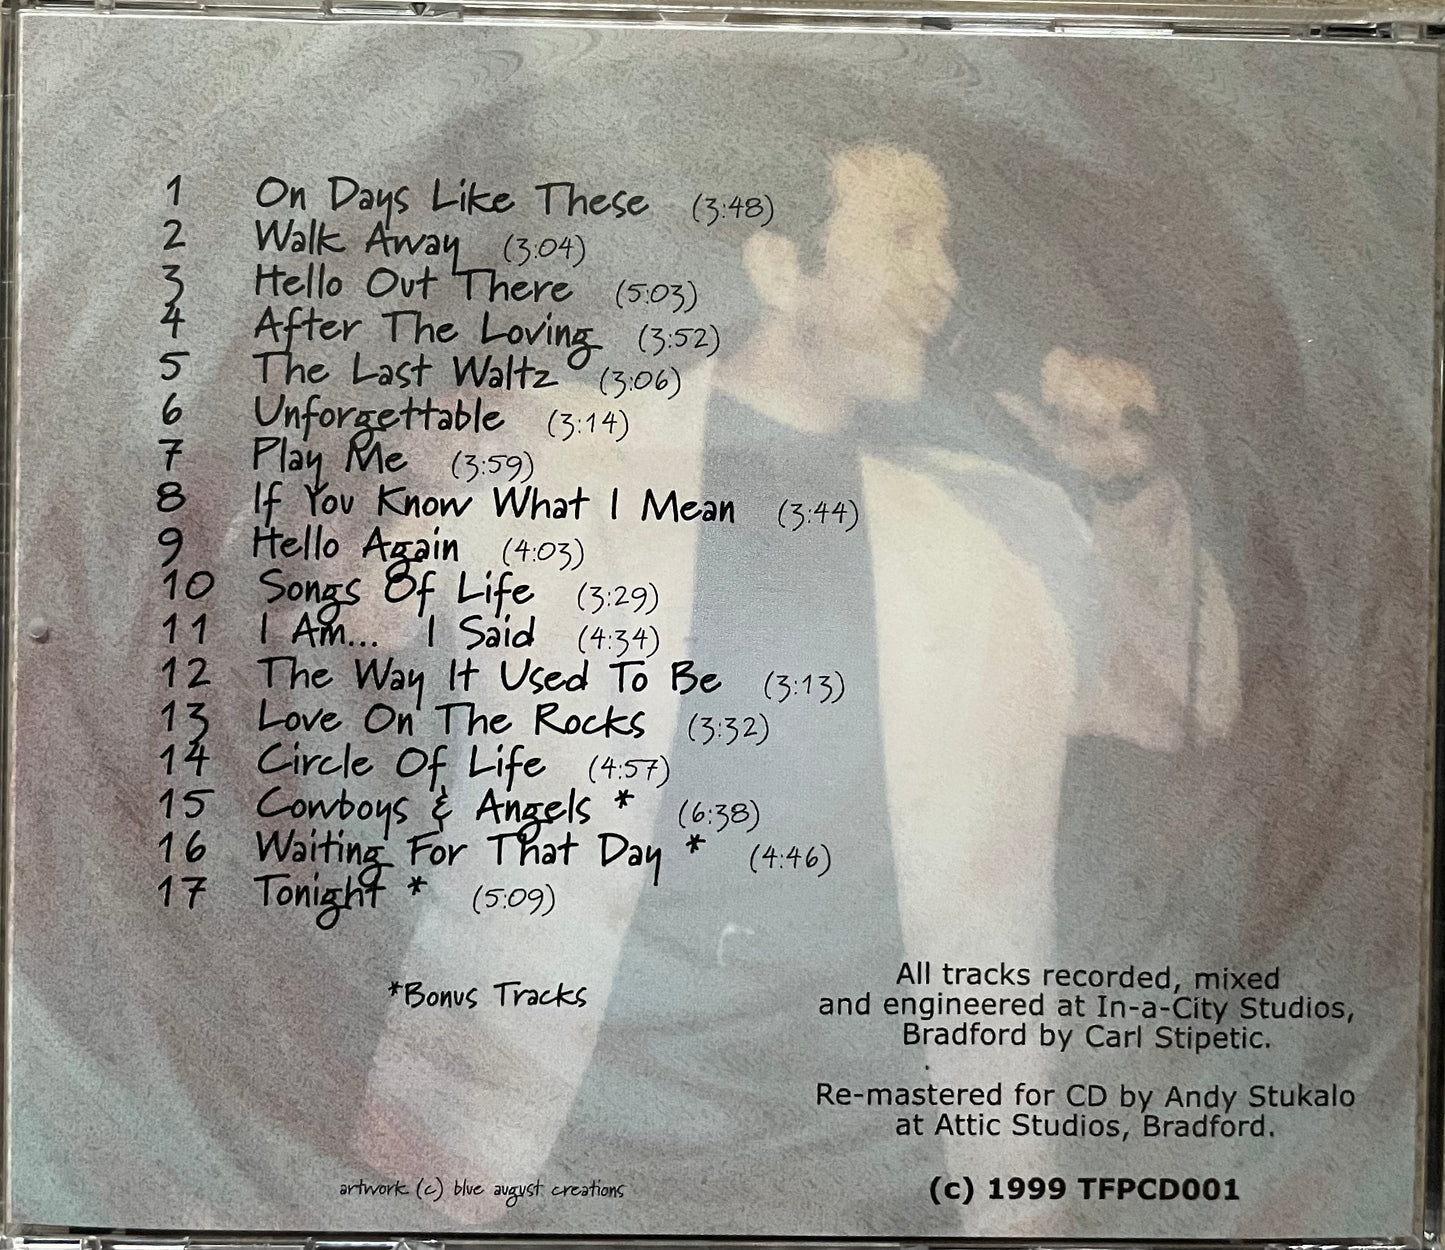 1 On Days Like These (3:48)
2 Walk Away (3:04)
3 Hello Out There (5:03)
4 After The Loving (3:52)
5 The Last Waltz (3:06)
6 Unforgettable (3:14)
7 Play Me (3:59)
8 If You Know What I Mean (3:44)
9 Hello Again (4:03)
10 Songs Of Life (3:29)
11 I Am... I Said (4:34)
12 The Way It Used To Be (3:13)
13 Love On The Rocks (3:32)
14 Circle Of Life (4:57)
15 Cowboys & Angels * (6:38)
16 Waiting For That Day * (4:46)
17 Tonight * (5:09)
*Bonus Tracks
All tracks recorded, mixed
and engineered at In-a-City Studios,
Bradford by Carl Stipetic.
Re-mastered for CD by Andy Stukalo
at Attic Studios, Bradford.
artwork (c) blue august creations
(c) 1999 TFPCD001